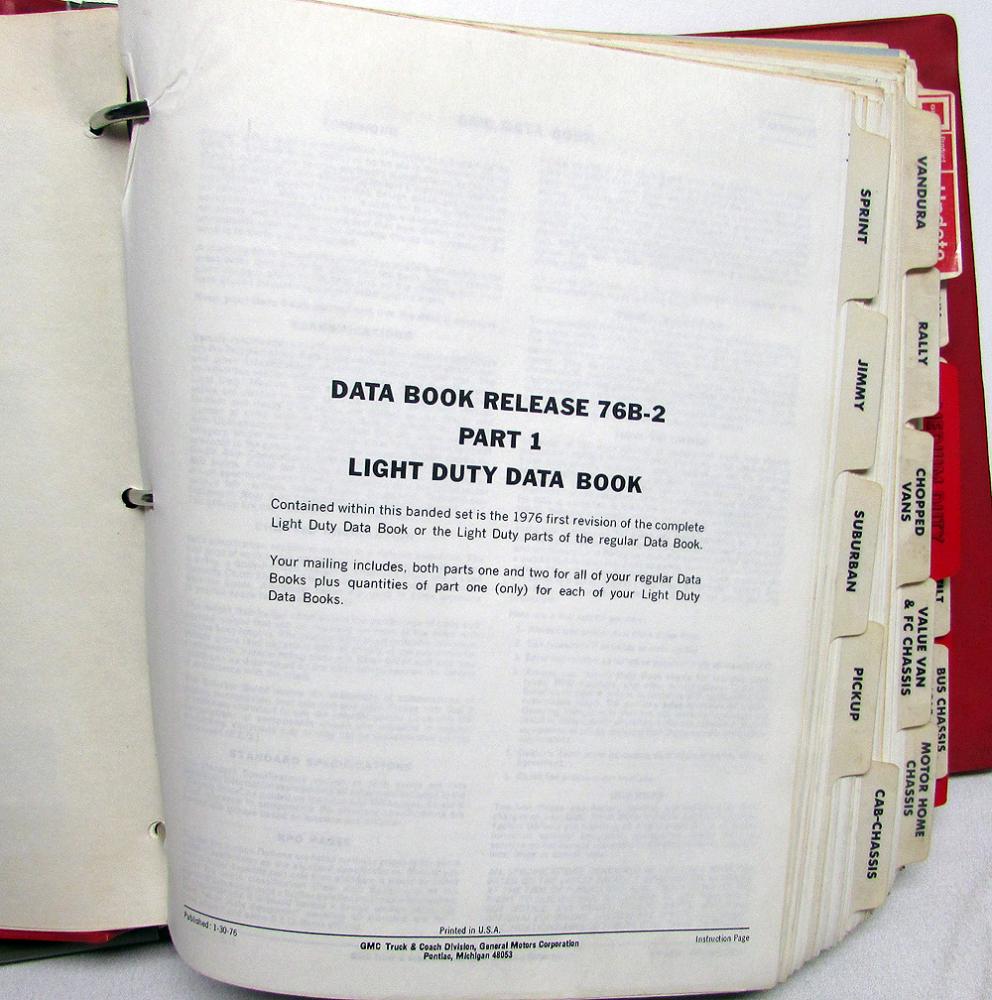 DATA BOOK RELEASE 76B-2
PART 1
LIGHT DUTY DATA BOOK
Contained within this banded set is the 1976 first revision of the complete
Light Duty Data Book or the Light Duty parts of the regular Data Book.
Your mailing includes, both parts one and two for all of your regular Data
Books plus quantities of part one (only) for each of your Light Duty
Data Books.
Published: 1-30-76
Printed in U.S.A.
Instruction Page
GMC Truck & Coach Division, General Motors Corporation
Pontiac, Michigan 48053
SPRINT
JIMMY
SUBURBAN
PICKUP
CAB-CHASSIS
VANDURA
RALLY
CHOPPED
VANS
VALUE VAN
& FC CHASSIS
MOTOR HOME
CHASSIS
BUS CHASSIS
Update